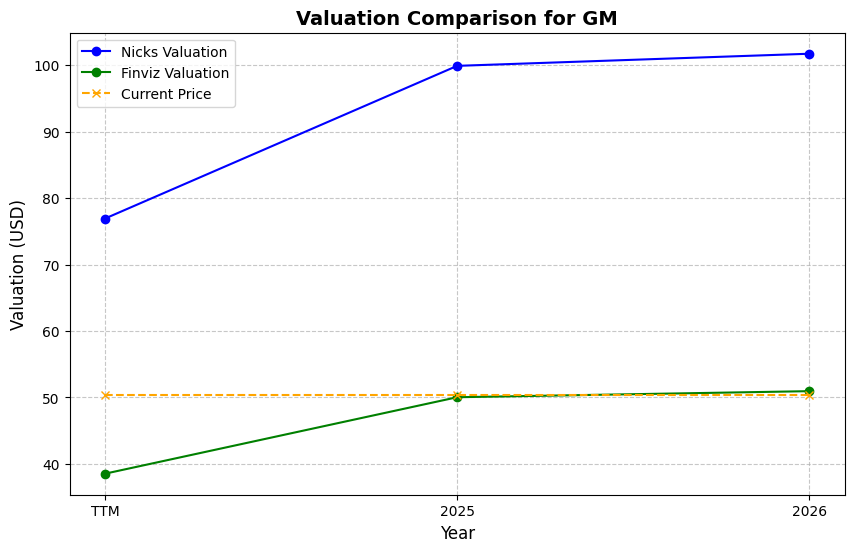 Valuation Comparison for GM
Nicks Valuation
Finviz Valuation
Current Price
Valuation (USD)
100
90
80
70
60
50
40
TTM
2025
2026
Year